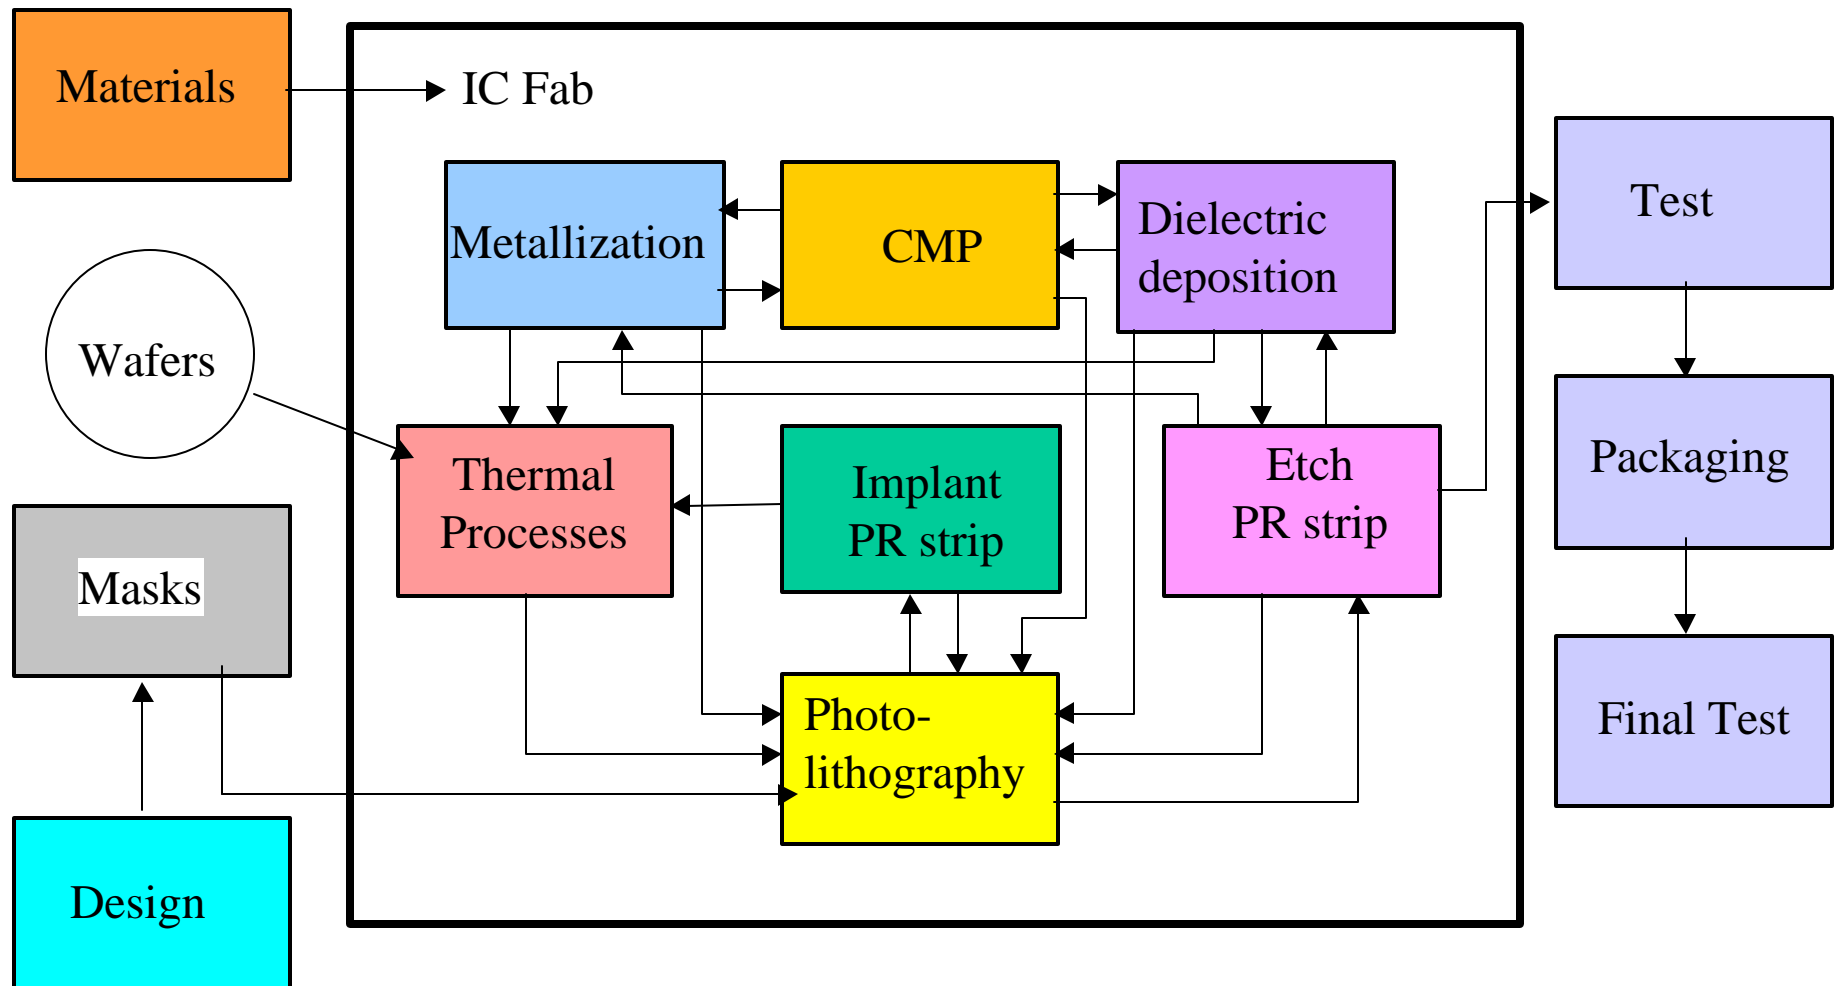 Materials
IC Fab
Metallization
CMP
Dielectric
deposition
Test
Wafers
Thermal
Processes
Implant
PR strip
Etch
PR strip
Packaging
Masks
Photo-
lithography
Final Test
Design